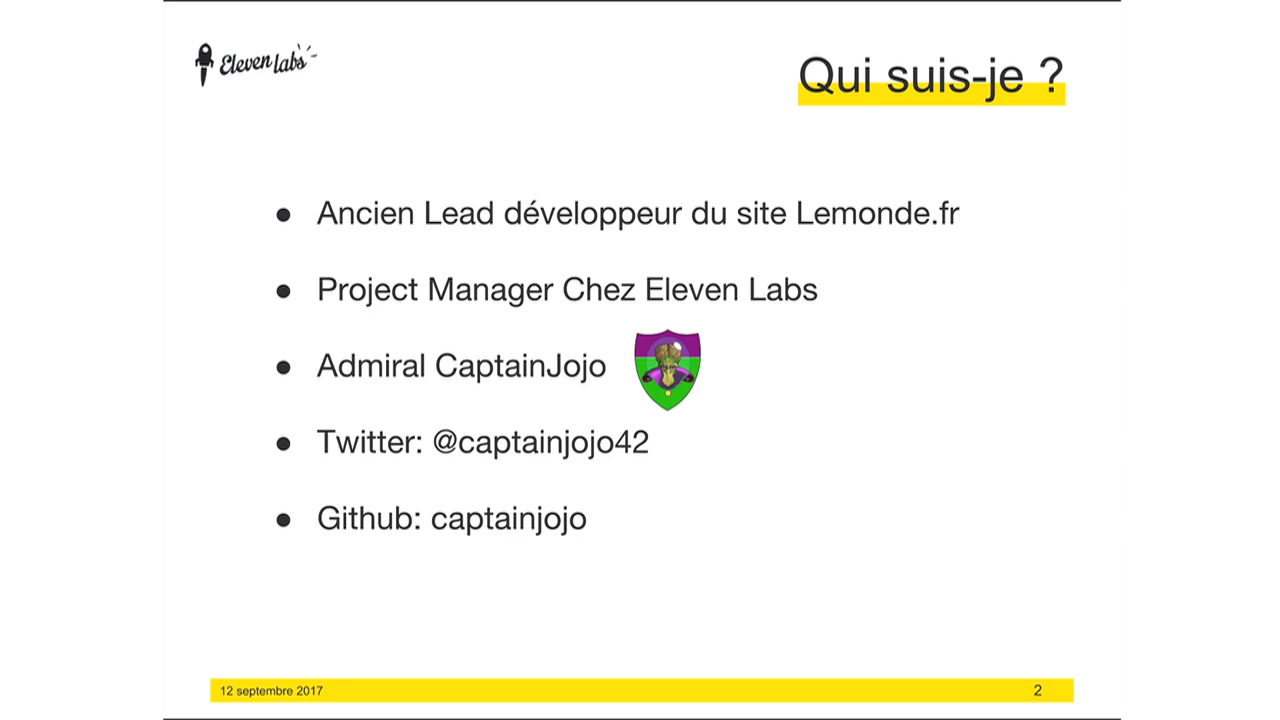 Eleven labs
Qui suis-je ?
● Ancien Lead développeur du site Lemonde.fr
● Project Manager Chez Eleven Labs
● Admiral CaptainJojo
● Twitter: @captainjojo42
● Github: captainjojo
12 septembre 2017
2